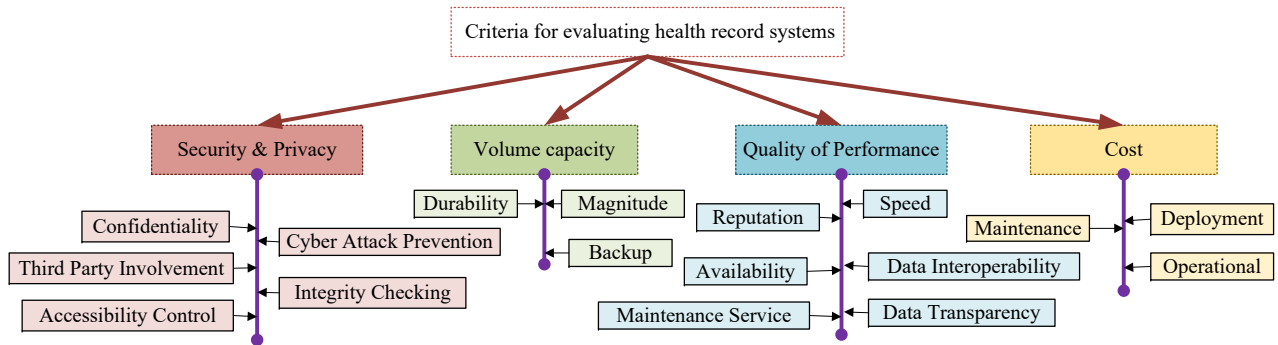 Criteria for evaluating health record systems
Security & Privacy
Confidentiality
Cyber Attack Prevention
Third Party Involvement
Integrity Checking
Accessibility Control
Volume capacity
Durability
Magnitude
Backup
Quality of Performance
Speed
Reputation
Data Interoperability
Availability
Data Transparency
Maintenance Service
Cost
Deployment
Maintenance
Operational